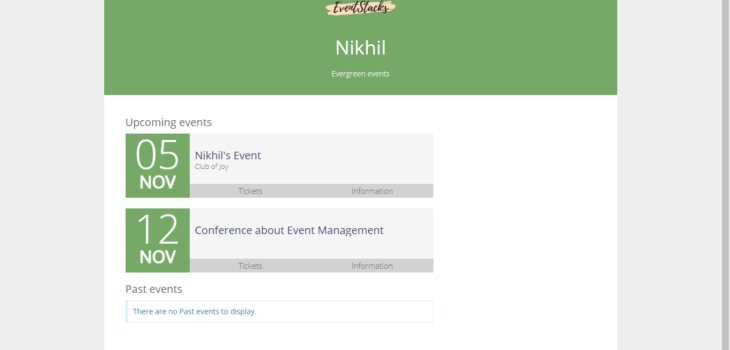 EventStacks
Nikhil
Evergreen events
Upcoming events
05
NOV
Nikhil's Event
Club of Joy
Tickets Information
12
NOV
Conference about Event Management
Tickets Information
Past events
There are no Past events to display.